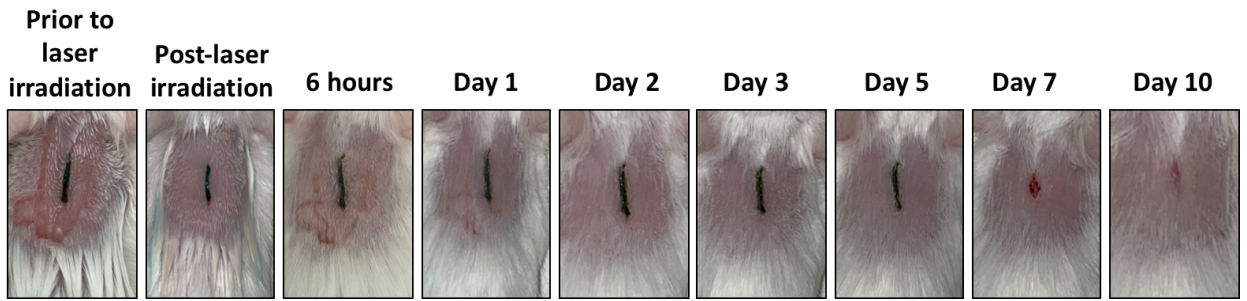 Prior to
laser
irradiation
Post-laser
irradiation
6 hours
Day 1
Day 2
Day 3
Day 5
Day 7
Day 10